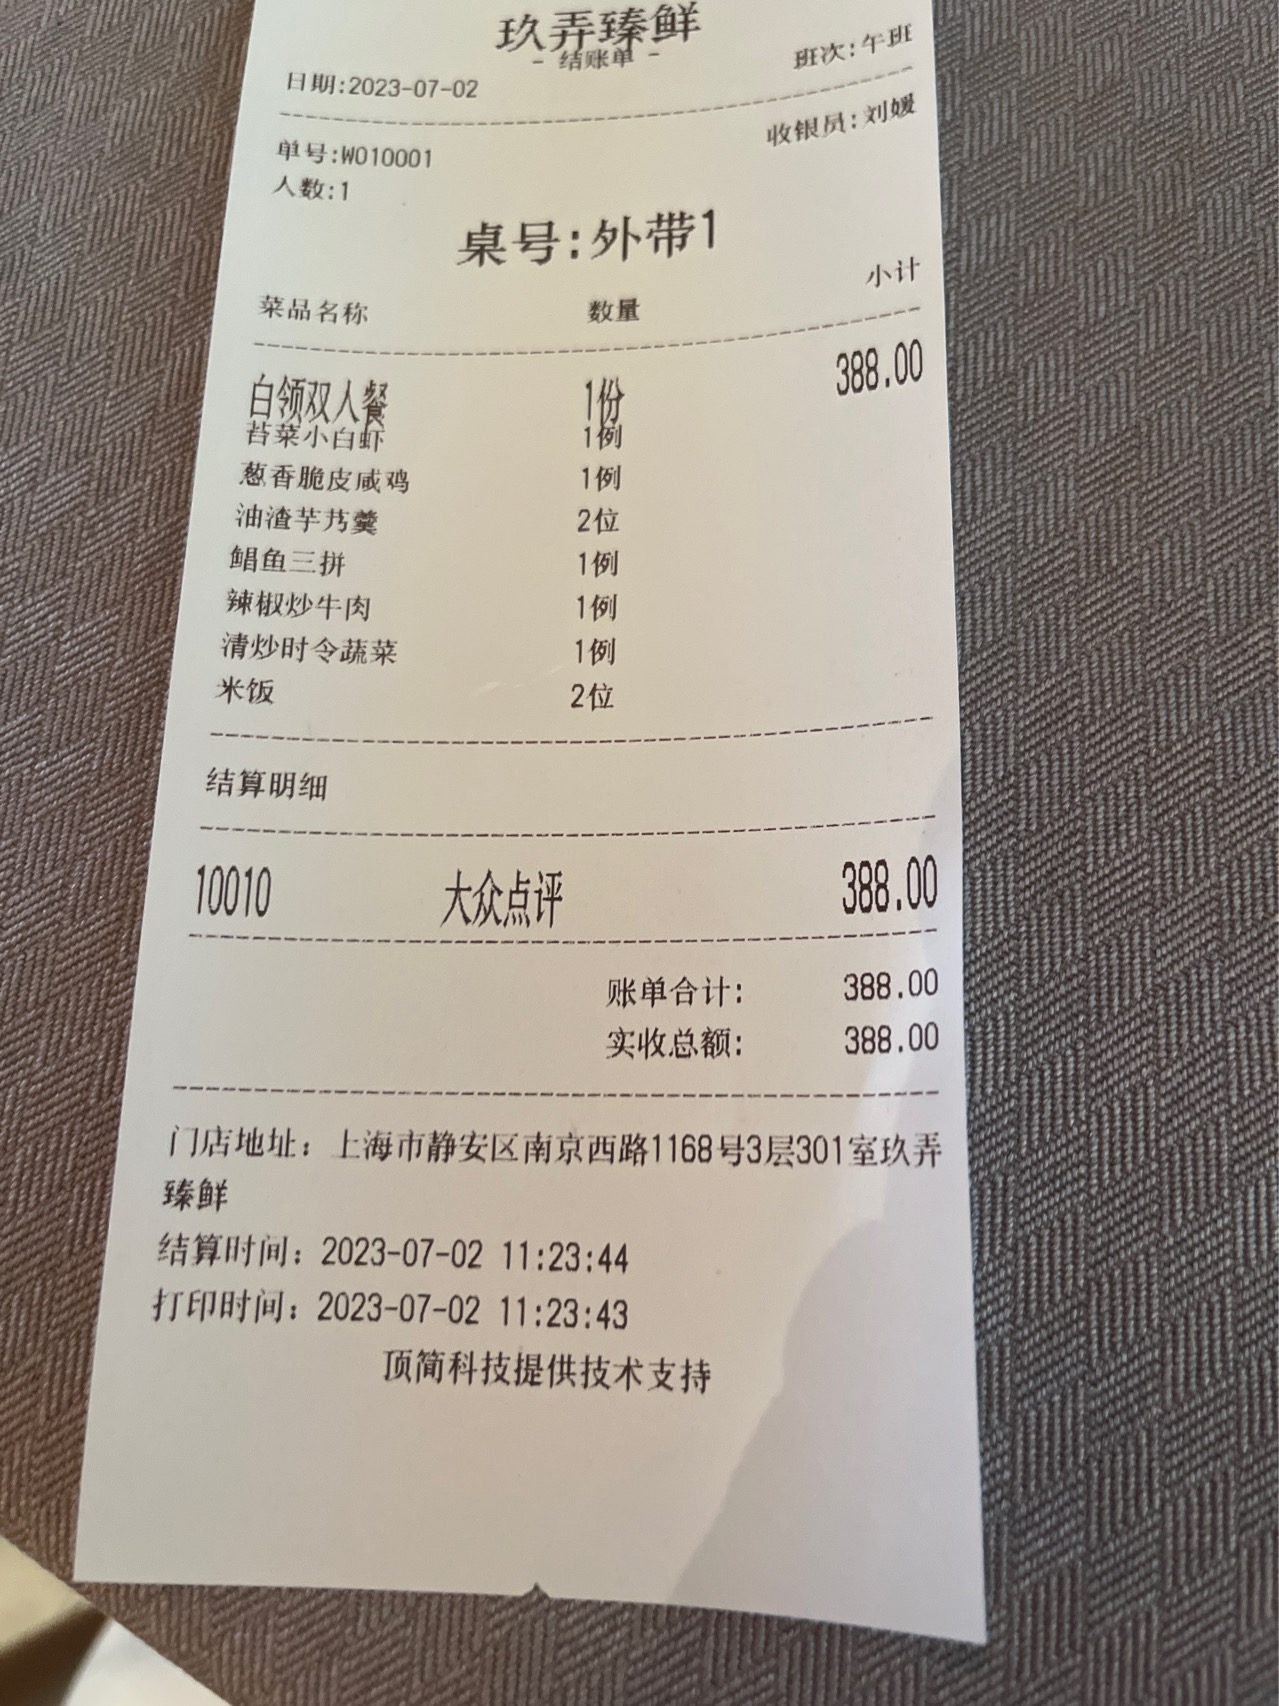 玖弄臻鲜
- 结账单 -
日期:2023-07-02 班次:午班
单号:W010001 收银员:刘媛
人数:1
桌号:外带1
菜品名称 数量 小计
白领双人餐 1份 388.00
苔菜小白虾 1例
葱香脆皮咸鸡 1例
油渣芋艿羹 2位
鲳鱼三拼 1例
辣椒炒牛肉 1例
清炒时令蔬菜 1例
米饭 2位
结算明细
10010 大众点评 388.00
账单合计: 388.00
实收总额: 388.00
门店地址：上海市静安区南京西路1168号3层301室玖弄
臻鲜
结算时间：2023-07-02 11:23:44
打印时间：2023-07-02 11:23:43
顶简科技提供技术支持